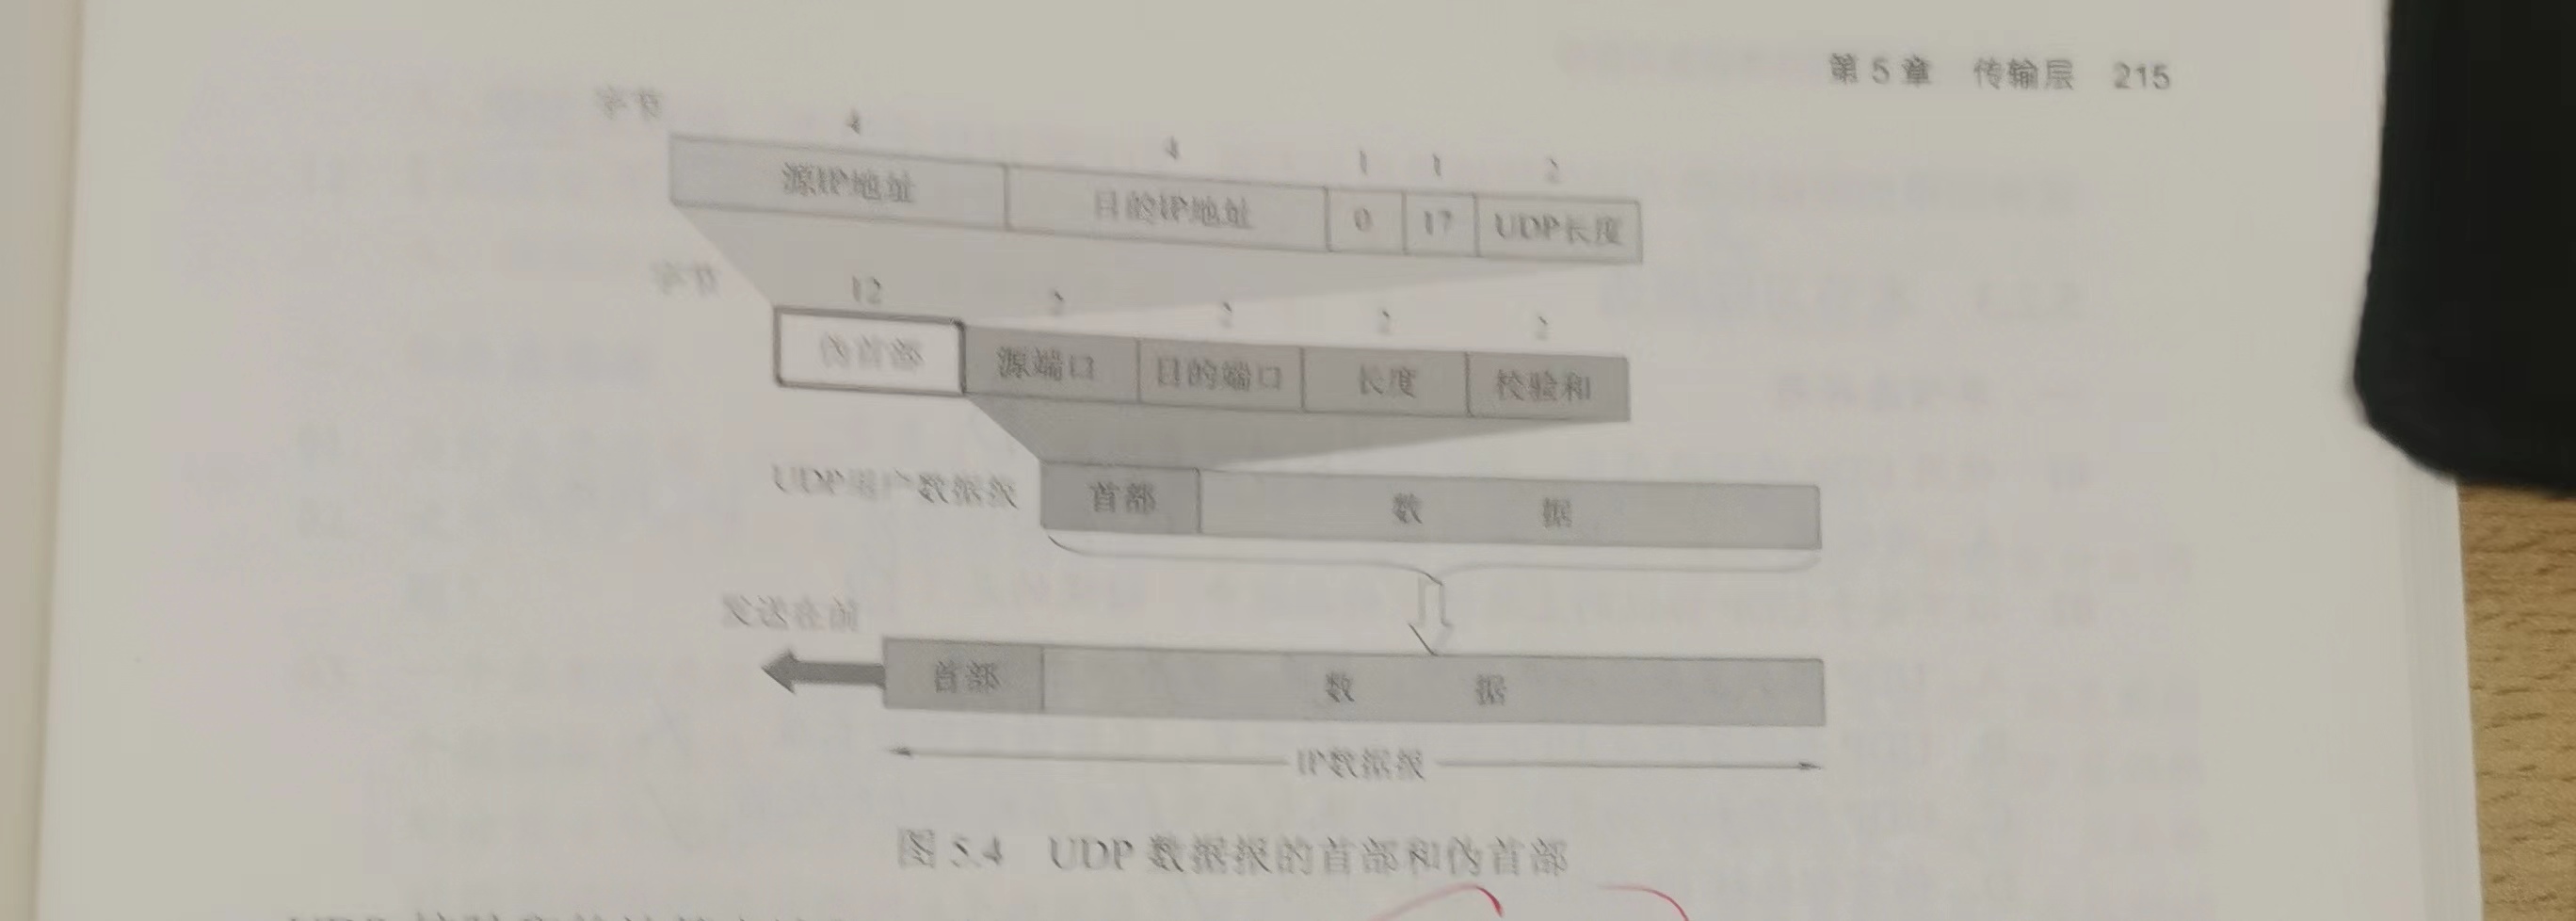 第 5 章 传输层 215
字节 4 4 1 1 2
源IP地址 目的IP地址 0 17 UDP长度
字节 12 2 2 2 2
伪首部 源端口 目的端口 长度 校验和
UDP用户数据报 首部 数 据
发送在前
首部 数 据
IP数据报
图 5.4 UDP 数据报的首部和伪首部